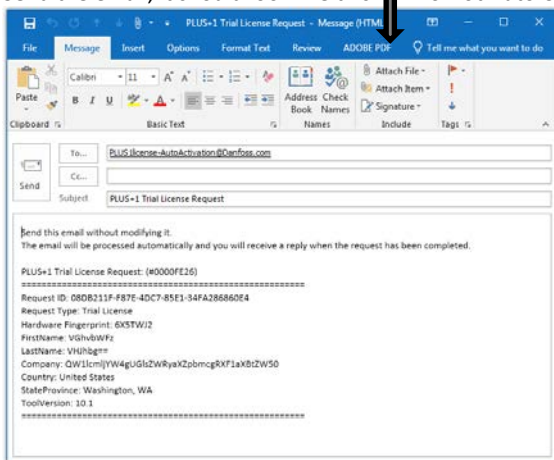 PLUS+1 Trial License Request - Message (HTML)
File Message Insert Options Format Text Review ADOBE PDF Tell me what you want to do
Calibri 11
Attach File
Paste
B I U
Address Book
Check Names
Attach Item
Signature
Clipboard Basic Text Names Include Tags
To... PLUS1license-AutoActivation@Danfoss.com
Cc...
Send
Subject PLUS+1 Trial License Request
Send this email without modifying it.
The email will be processed automatically and you will receive a reply when the request has been completed.
PLUS+1 Trial License Request: (#0000FE26)
==================================================
Request ID: 08DB211F-F87E-4DC7-85E1-34FA286860E4
Request Type: Trial License
Hardware Fingerprint: 6X5TWJ2
FirstName: VGhvbWFz
LastName: VHJhbg==
Country: United States
StateProvince: Washington, WA
ToolVersion: 10.1
==================================================